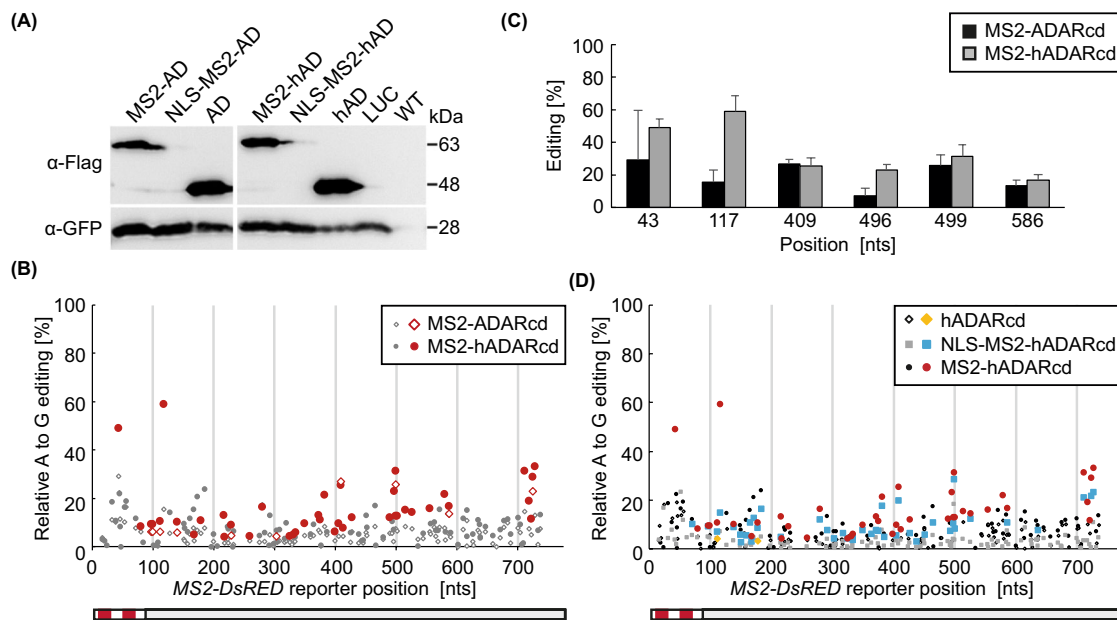 (A)
MS2-AD
NLS-MS2-AD
AD
MS2-hAD
NLS-MS2-hAD
hAD
LUC
WT
kDa
α-Flag
63
48
α-GFP
28
(C)
MS2-ADARcd
MS2-hADARcd
Editing [%]
100
80
60
40
20
0
43 117 409 496 499 586
Position [nts]
(B)
MS2-ADARcd
MS2-hADARcd
Relative A to G editing [%]
100
80
60
40
20
0
0 100 200 300 400 500 600 700
MS2-DsRED reporter position [nts]
(D)
hADARcd
NLS-MS2-hADARcd
MS2-hADARcd
Relative A to G editing [%]
100
80
60
40
20
0
0 100 200 300 400 500 600 700
MS2-DsRED reporter position [nts]